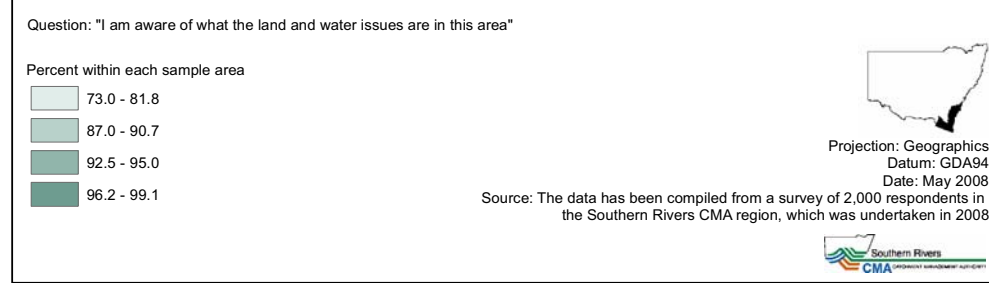 Question: "I am aware of what the land and water issues are in this area"
Percent within each sample area
73.0 - 81.8
87.0 - 90.7
92.5 - 95.0
96.2 - 99.1
Projection: Geographics
Datum: GDA94
Date: May 2008
Source: The data has been compiled from a survey of 2,000 respondents in
the Southern Rivers CMA region, which was undertaken in 2008
Southern Rivers
CMA CATCHMENT MANAGEMENT AUTHORITY